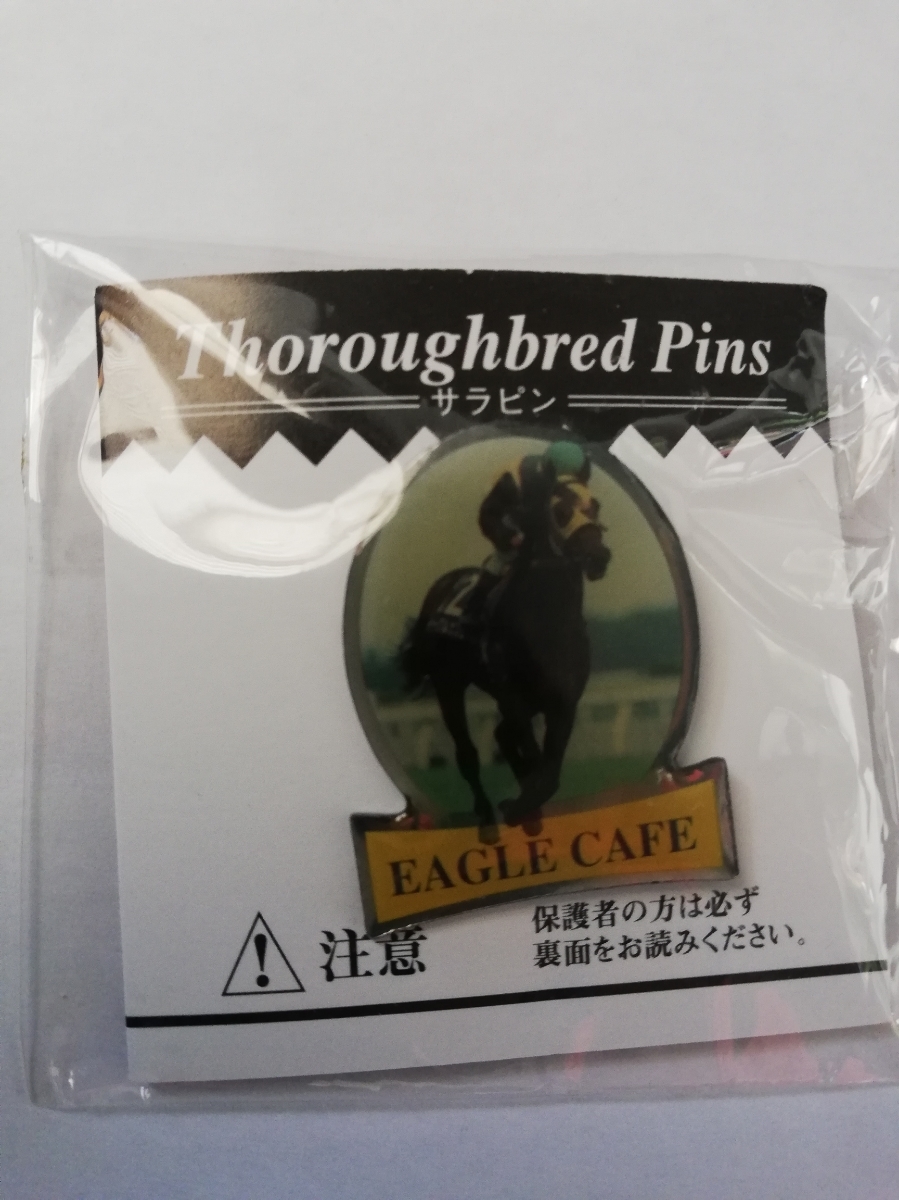 Thoroughbred Pins
サラピン
12
EAGLE CAFE
注意
保護者の方は必ず
裏面をお読みください。